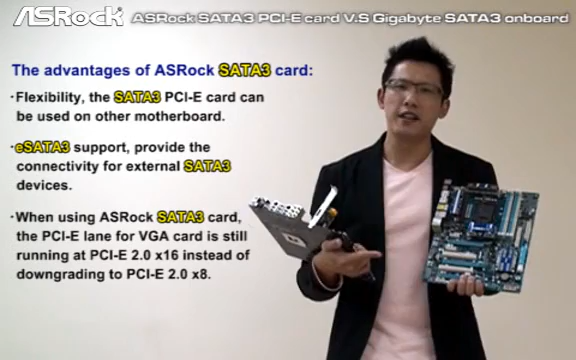 ASRock ASRock SATA3 PCI-E card V.S Gigabyte SATA3 onboard
The advantages of ASRock SATA3 card:
·Flexibility, the SATA3 PCI-E card can
be used on other motherboard.
·eSATA3 support, provide the
connectivity for external SATA3
devices.
·When using ASRock SATA3 card,
the PCI-E lane for VGA card is still
running at PCI-E 2.0 x16 instead of
downgrading to PCI-E 2.0 x8.